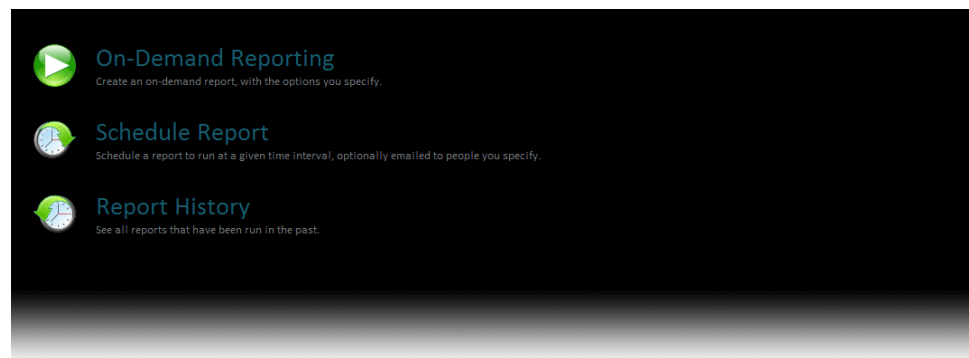 On-Demand Reporting
Create an on-demand report, with the options you specify.
Schedule Report
Schedule a report to run at a given time interval, optionally emailed to people you specify.
Report History
See all reports that have been run in the past.